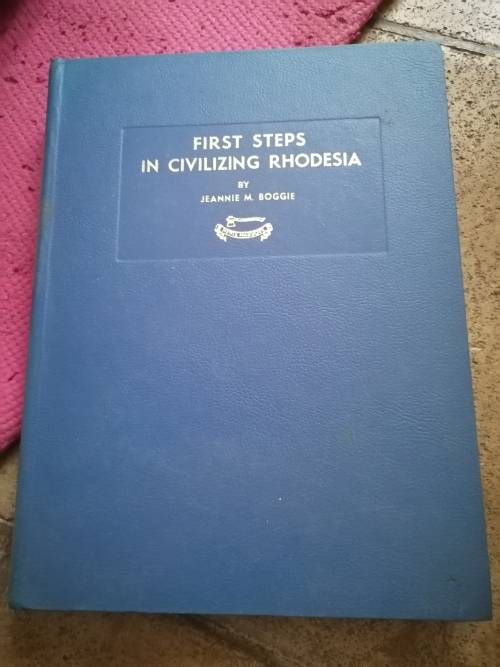 FIRST STEPS
IN CIVILIZING RHODESIA
BY
JEANNIE M. BOGGIE